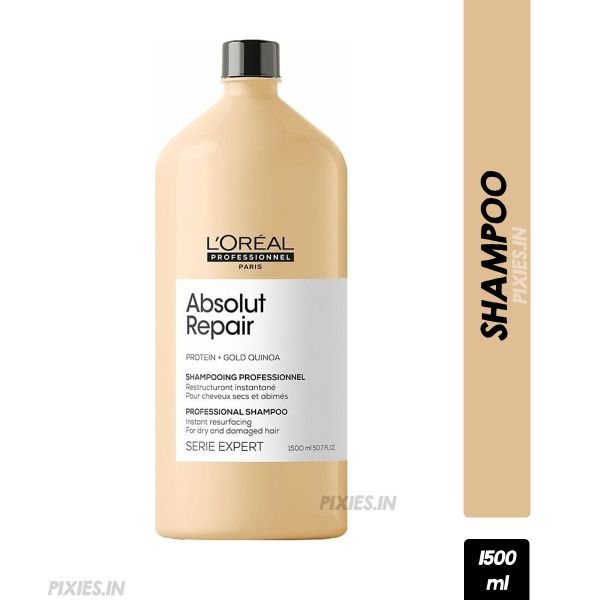 L'ORÉAL
PROFESSIONNEL
PARIS
Absolut
Repair
PROTEIN + GOLD QUINOA
SHAMPOOING PROFESSIONNEL
Restructurant instantané
Pour cheveux secs et abimés
PROFESSIONAL SHAMPOO
Instant resurfacing
For dry and damaged hair
SERIE EXPERT
1500 ml 50.7 FL OZ
SHAMPOO
PIXIES.IN
PIXIES.IN
1500
ml
PIXIES.IN